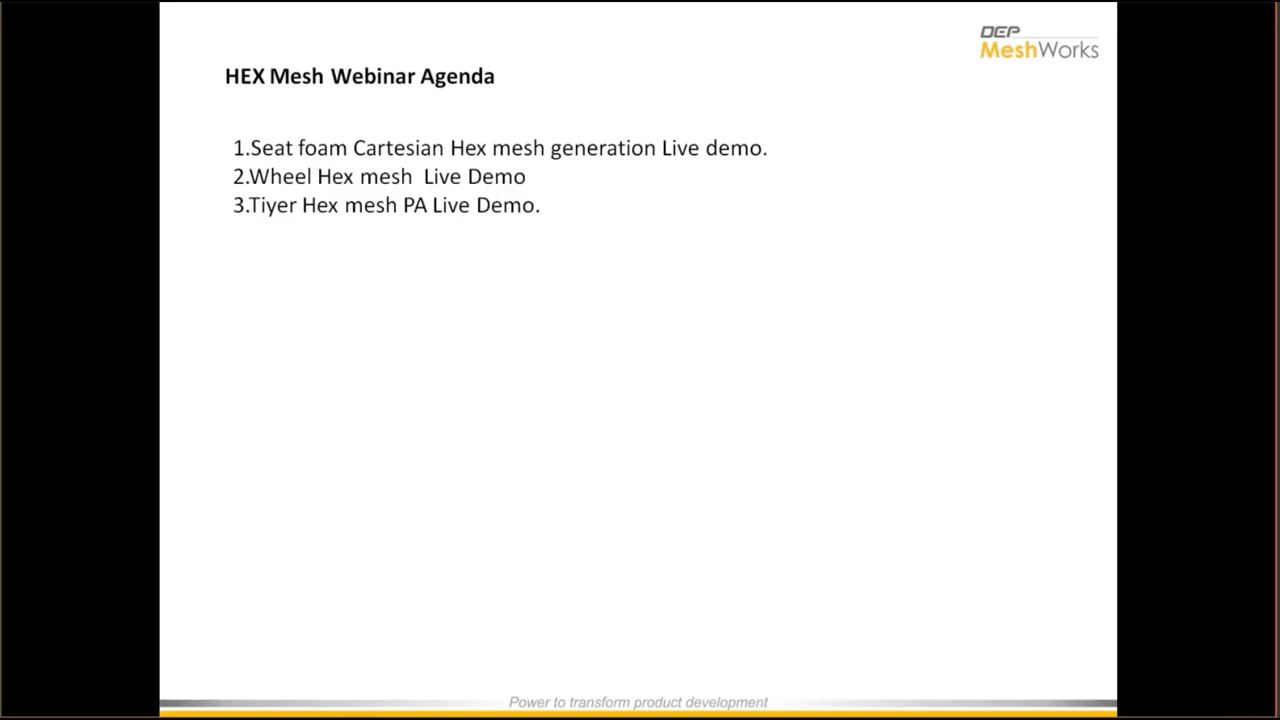 DEP
MeshWorks
HEX Mesh Webinar Agenda
1.Seat foam Cartesian Hex mesh generation Live demo.
2.Wheel Hex mesh  Live Demo
3.Tiyer Hex mesh PA Live Demo.
Power to transform product development